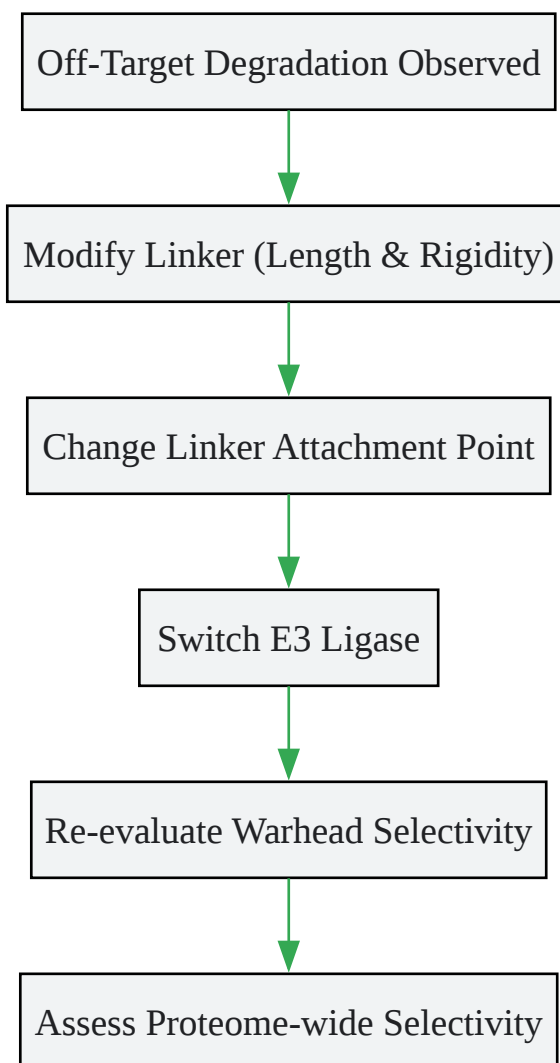 Off-Target Degradation Observed
Modify Linker (Length & Rigidity)
Change Linker Attachment Point
Switch E3 Ligase
Re-evaluate Warhead Selectivity
Assess Proteome-wide Selectivity